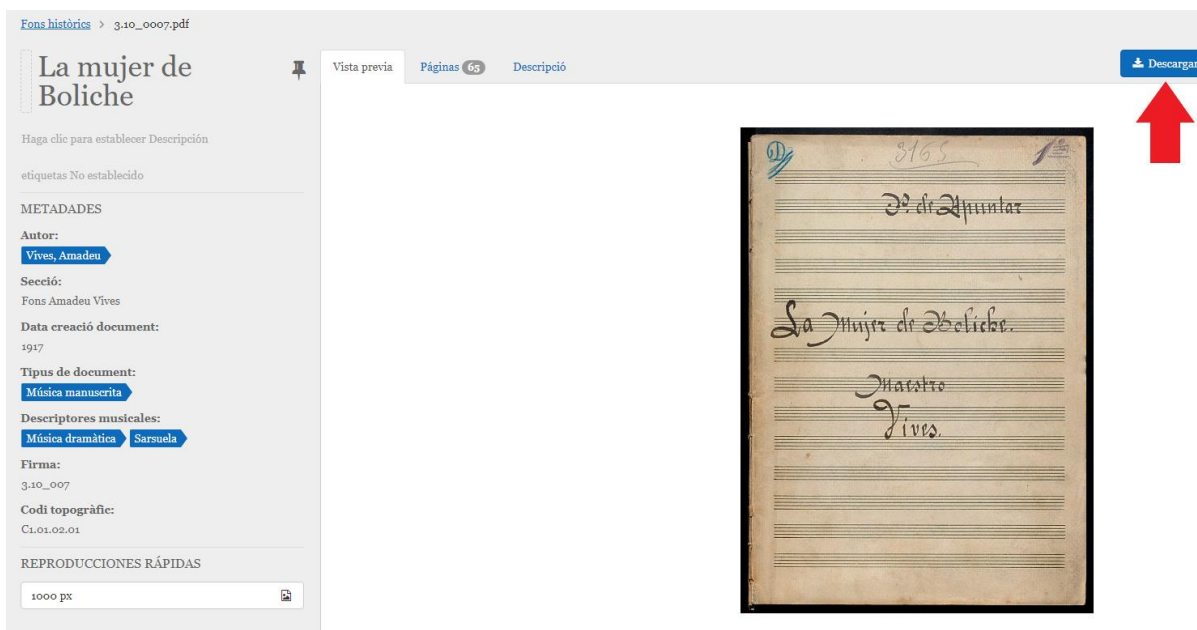 Fons històrics > 3.10_0007.pdf
La mujer de
Boliche
Haga clic para establecer Descripción
etiquetas No establecido
METADADES
Autor:
Vives, Amadeu
Secció:
Fons Amadeu Vives
Data creació document:
1917
Tipus de document:
Música manuscrita
Descriptores musicales:
Música dramàtica Sarsuela
Firma:
3.10_007
Codi topogràfic:
C1.01.02.01
REPRODUCCIONES RÁPIDAS
1000 px
Vista previa Páginas 65 Descripció
Descargar
3165
de Apuntar
La Mujer de Boliche.
Maestro
Vives.